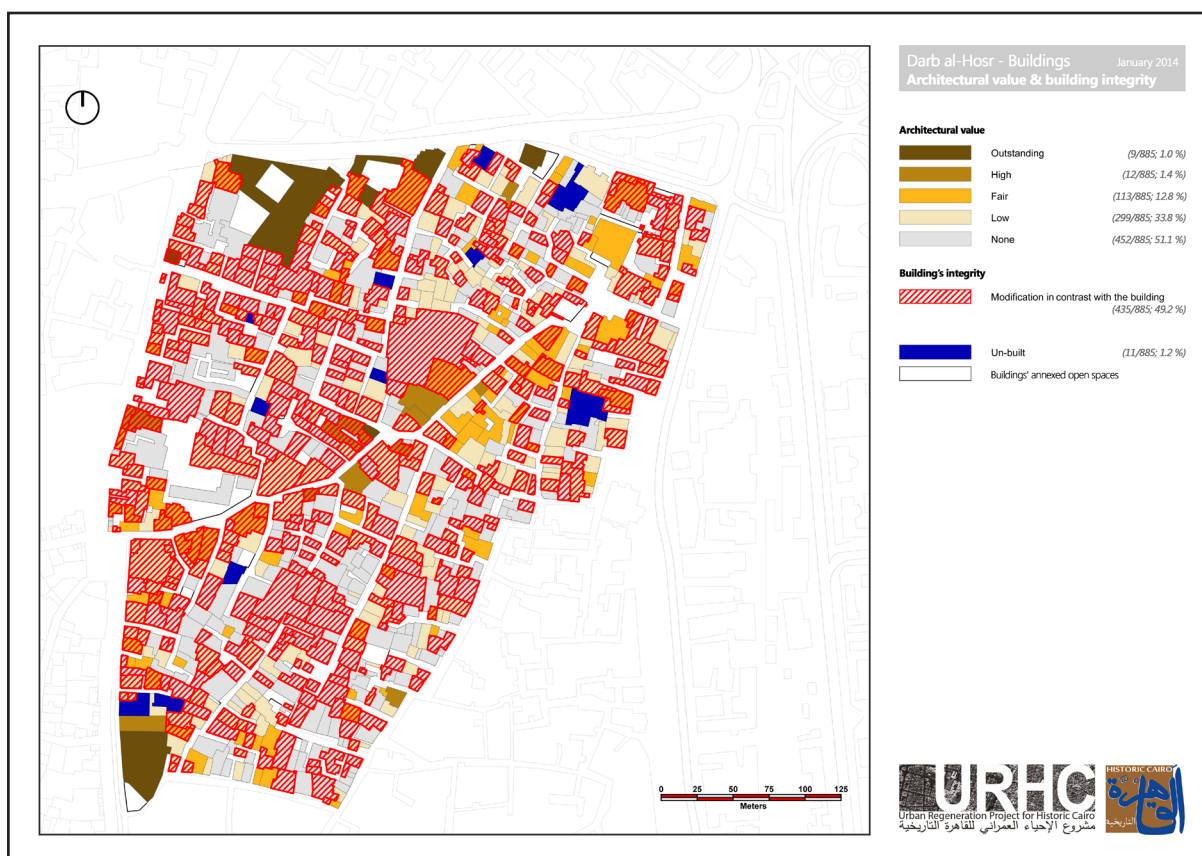 Darb al-Hosr - Buildings January 2014
Architectural value & building integrity
Architectural value
Outstanding (9/885; 1.0 %)
High (12/885; 1.4 %)
Fair (113/885; 12.8 %)
Low (299/885; 33.8 %)
None (452/885; 51.1 %)
Building's integrity
Modification in contrast with the building
(435/885; 49.2 %)
Un-built (11/885; 1.2 %)
Buildings' annexed open spaces
0 25 50 75 100 125
Meters
URHC
Urban Regeneration Project for Historic Cairo
مشروع الإحياء العمراني للقاهرة التاريخية
HISTORIC CAIRO
القاهرة
التاريخية